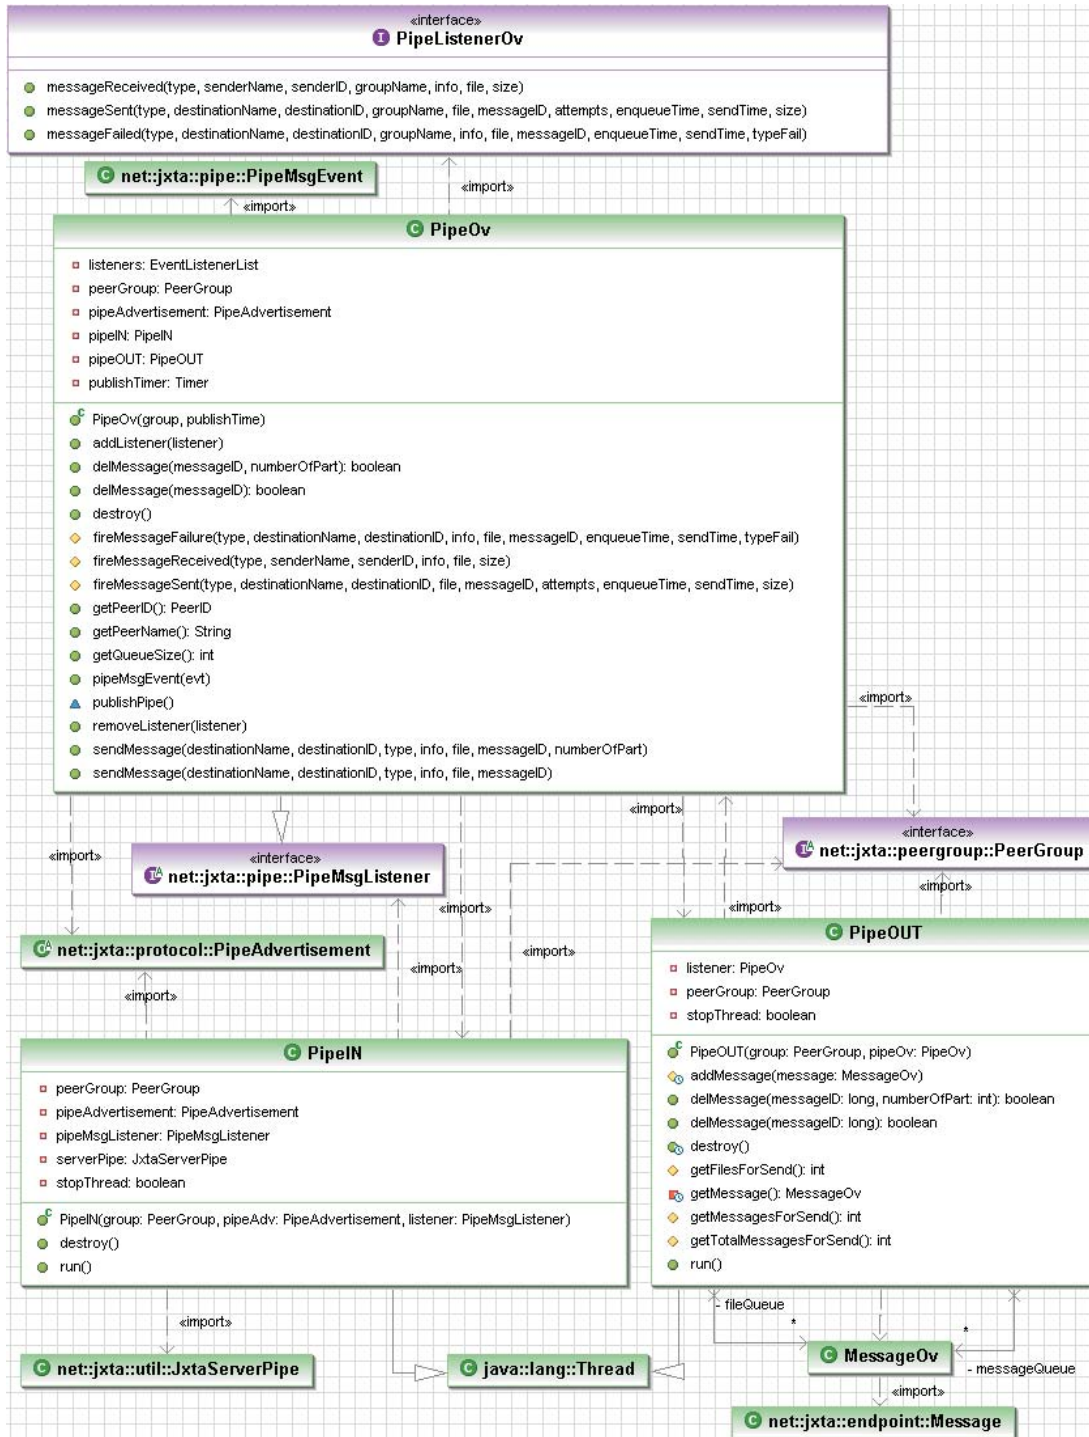 «interface»
PipeListenerOv
messageReceived(type, senderName, senderID, groupName, info, file, size)
messageSent(type, destinationName, destinationID, groupName, file, messageID, attempts, enqueueTime, sendTime, size)
messageFailed(type, destinationName, destinationID, groupName, info, file, messageID, enqueueTime, sendTime, typeFail)
net::jxta::pipe::PipeMsgEvent
«import»
«import»
PipeOv
listeners: EventListenerList
peerGroup: PeerGroup
pipeAdvertisement: PipeAdvertisement
pipeIN: PipeIN
pipeOUT: PipeOUT
publishTimer: Timer
PipeOv(group, publishTime)
addListener(listener)
delMessage(messageID, numberOfPart): boolean
delMessage(messageID): boolean
destroy()
fireMessageFailure(type, destinationName, destinationID, info, file, messageID, enqueueTime, sendTime, typeFail)
fireMessageReceived(type, senderName, senderID, info, file, size)
fireMessageSent(type, destinationName, destinationID, file, messageID, attempts, enqueueTime, sendTime, size)
getPeerID(): PeerID
getPeerName(): String
getQueueSize(): int
pipeMsgEvent(evt)
publishPipe()
removeListener(listener)
sendMessage(destinationName, destinationID, type, info, file, messageID, numberOfPart)
sendMessage(destinationName, destinationID, type, info, file, messageID)
«import»
«import»
«import»
«interface»
net::jxta::pipe::PipeMsgListener
«interface»
net::jxta::peergroup::PeerGroup
«import»
«import»
«import»
net::jxta::protocol::PipeAdvertisement
«import»
«import»
«import»
PipeOUT
listener: PipeOv
peerGroup: PeerGroup
stopThread: boolean
PipeOUT(group: PeerGroup, pipeOv: PipeOv)
addMessage(message: MessageOv)
delMessage(messageID: long, numberOfPart: int): boolean
delMessage(messageID: long): boolean
destroy()
getFilesForSend(): int
getMessage(): MessageOv
getMessagesForSend(): int
getTotalMessagesForSend(): int
run()
PipeIN
peerGroup: PeerGroup
pipeAdvertisement: PipeAdvertisement
pipeMsgListener: PipeMsgListener
serverPipe: JxtaServerPipe
stopThread: boolean
PipeIN(group: PeerGroup, pipeAdv: PipeAdvertisement, listener: PipeMsgListener)
destroy()
run()
«import»
- fileQueue
*
*
- messageQueue
net::jxta::util::JxtaServerPipe
java::lang::Thread
MessageOv
«import»
net::jxta::endpoint::Message